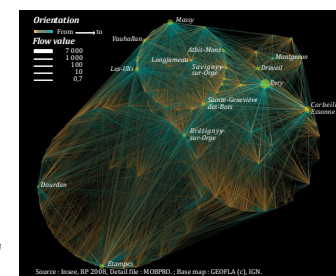 Orientation
From → to
Flow value
7 000
1 000
100
10
0,7
Massy
Vauhallan
Athis-Mons
Longjumeau
Montgeron
Les-Ulis
Savigny-
sur-Orge
Draveil
Evry
Sainte-Geneviève
des-Bois
Corbeil
Essonne
Brétigny-
sur-Orge
Dourdan
Etampes
Source : Insee, RP 2008, Detail file : MOBPRO. ; Base map : GEOFLA (c), IGN.